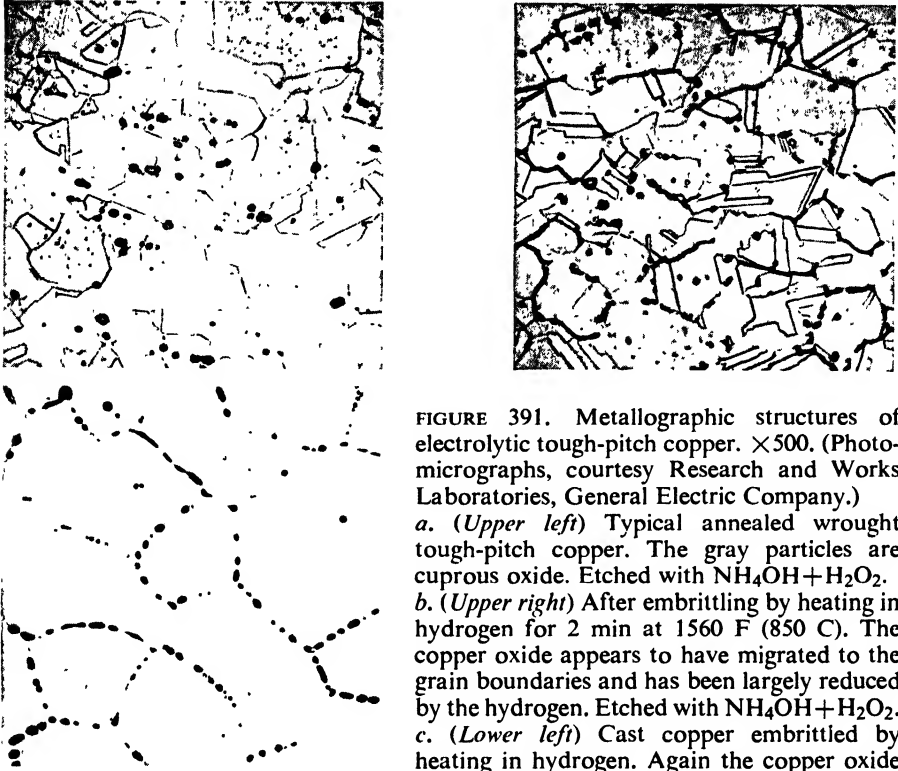 FIGURE 391. Metallographic structures of
electrolytic tough-pitch copper. ×500. (Photo-
micrographs, courtesy Research and Works
Laboratories, General Electric Company.)
a. (Upper left) Typical annealed wrought
tough-pitch copper. The gray particles are
cuprous oxide. Etched with NH4OH+H2O2.
b. (Upper right) After embrittling by heating in
hydrogen for 2 min at 1560 F (850 C). The
copper oxide appears to have migrated to the
grain boundaries and has been largely reduced
by the hydrogen. Etched with NH4OH+H2O2.
c. (Lower left) Cast copper embrittled by
heating in hydrogen. Again the copper oxide